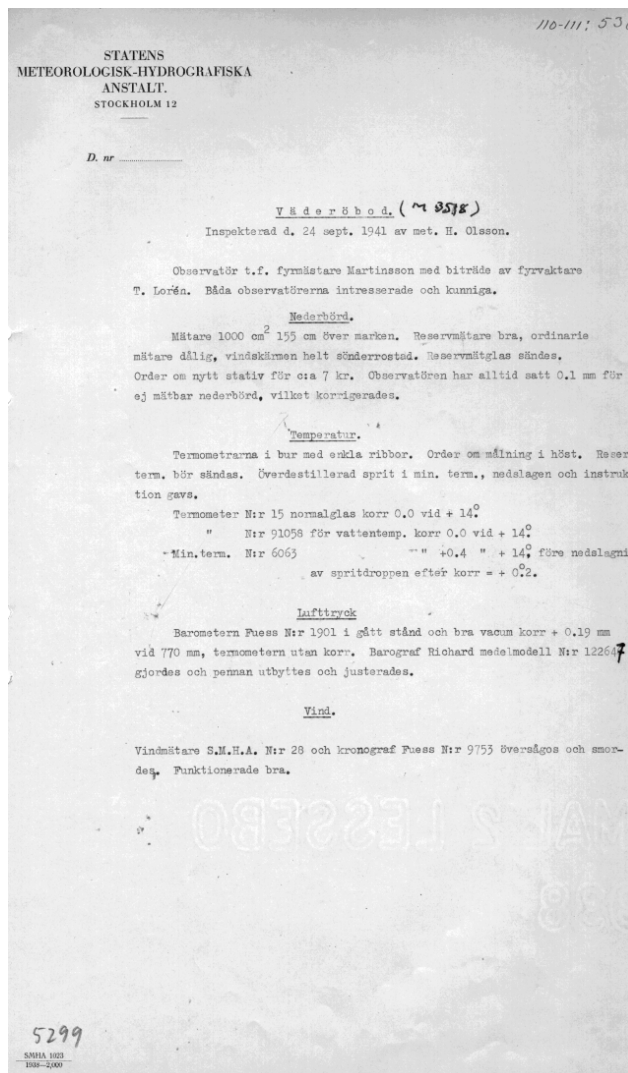 110-111: 53
STATENS
METEOROLOGISK-HYDROGRAFISKA
ANSTALT.
STOCKHOLM 12
D. nr
Väderöbod. (M 3518)
Inspekterad d. 24 sept. 1941 av met. H. Olsson.
Observatör t.f. fyrmästare Martinsson med biträde av fyrvaktare
T. Lorén. Båda observatörerna intresserade och kunniga.
Nederbörd.
Mätare 1000 cm2 155 cm över marken. Reservmätare bra, ordinarie
mätare dålig, vindskärmen helt sönderrostad. Reservmätglas sändes.
Order om nytt stativ för c:a 7 kr. Observatören har alltid satt 0.1 mm för
ej mätbar nederbörd, vilket korrigerades.
Temperatur.
Termometrarna i bur med enkla ribbor. Order om målning i höst. Reser
term. bör sändas. Överdestillerad sprit i min. term., nedslagen och instruk
tion gavs.
Termometer N:r 15 normalglas korr 0.0 vid + 14°.
" N:r 91058 för vattentemp. korr 0.0 vid + 14°.
Min.term. N:r 6063 " +0.4 " + 14°, före nedslagni
av spritdroppen efter korr = + 0°.2.
Lufttryck
Barometern Fuess N:r 1901 i gått stånd och bra vacum korr + 0.19 mm
vid 770 mm, termometern utan korr. Barograf Richard medelmodell N:r 122647
gjordes och pennan utbyttes och justerades.
Vind.
Vindmätare S.M.H.A. N:r 28 och kronograf Fuess N:r 9753 översågos och smor-
des. Funktionerade bra.
MAL 2 LESSEBO
5299
SMHA 1023
1938—2,000